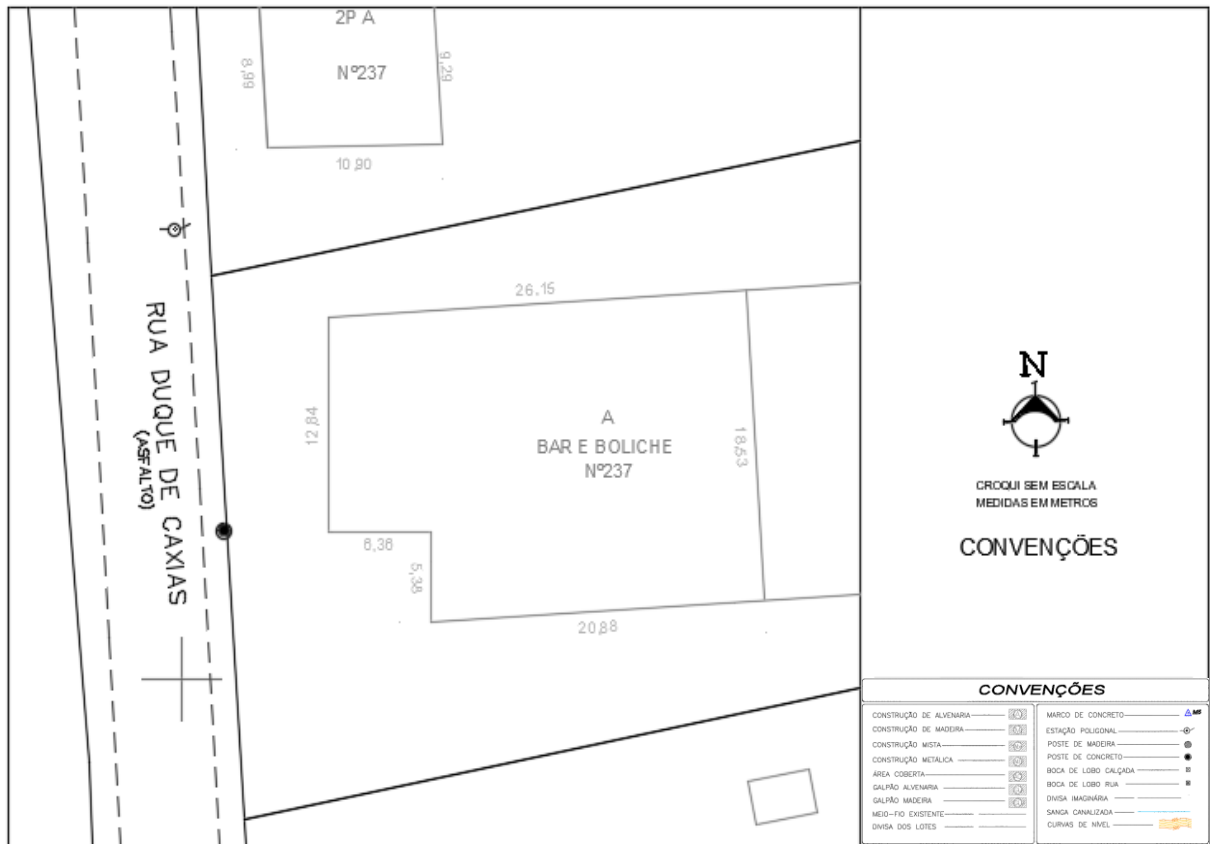 2P A
Nº237
8,99
9,29
10,90
RUA DUQUE DE CAXIAS
(ASFALTO)
26,15
12,84
A
BAR E BOLICHE
Nº237
18,53
6,36
5,38
20,88
N
CROQUI SEM ESCALA
MEDIDAS EM METROS
CONVENÇÕES
CONVENÇÕES
CONSTRUÇÃO DE ALVENARIA
CONSTRUÇÃO DE MADEIRA
CONSTRUÇÃO MISTA
CONSTRUÇÃO METÁLICA
ÁREA COBERTA
GALPÃO ALVENARIA
GALPÃO MADEIRA
MEIO-FIO EXISTENTE
DIVISA DOS LOTES
MARCO DE CONCRETO
ESTAÇÃO POLIGONAL
POSTE DE MADEIRA
POSTE DE CONCRETO
BOCA DE LOBO CALÇADA
BOCA DE LOBO RUA
DIVISA IMAGINÁRIA
SANGA CANALIZADA
CURVAS DE NÍVEL